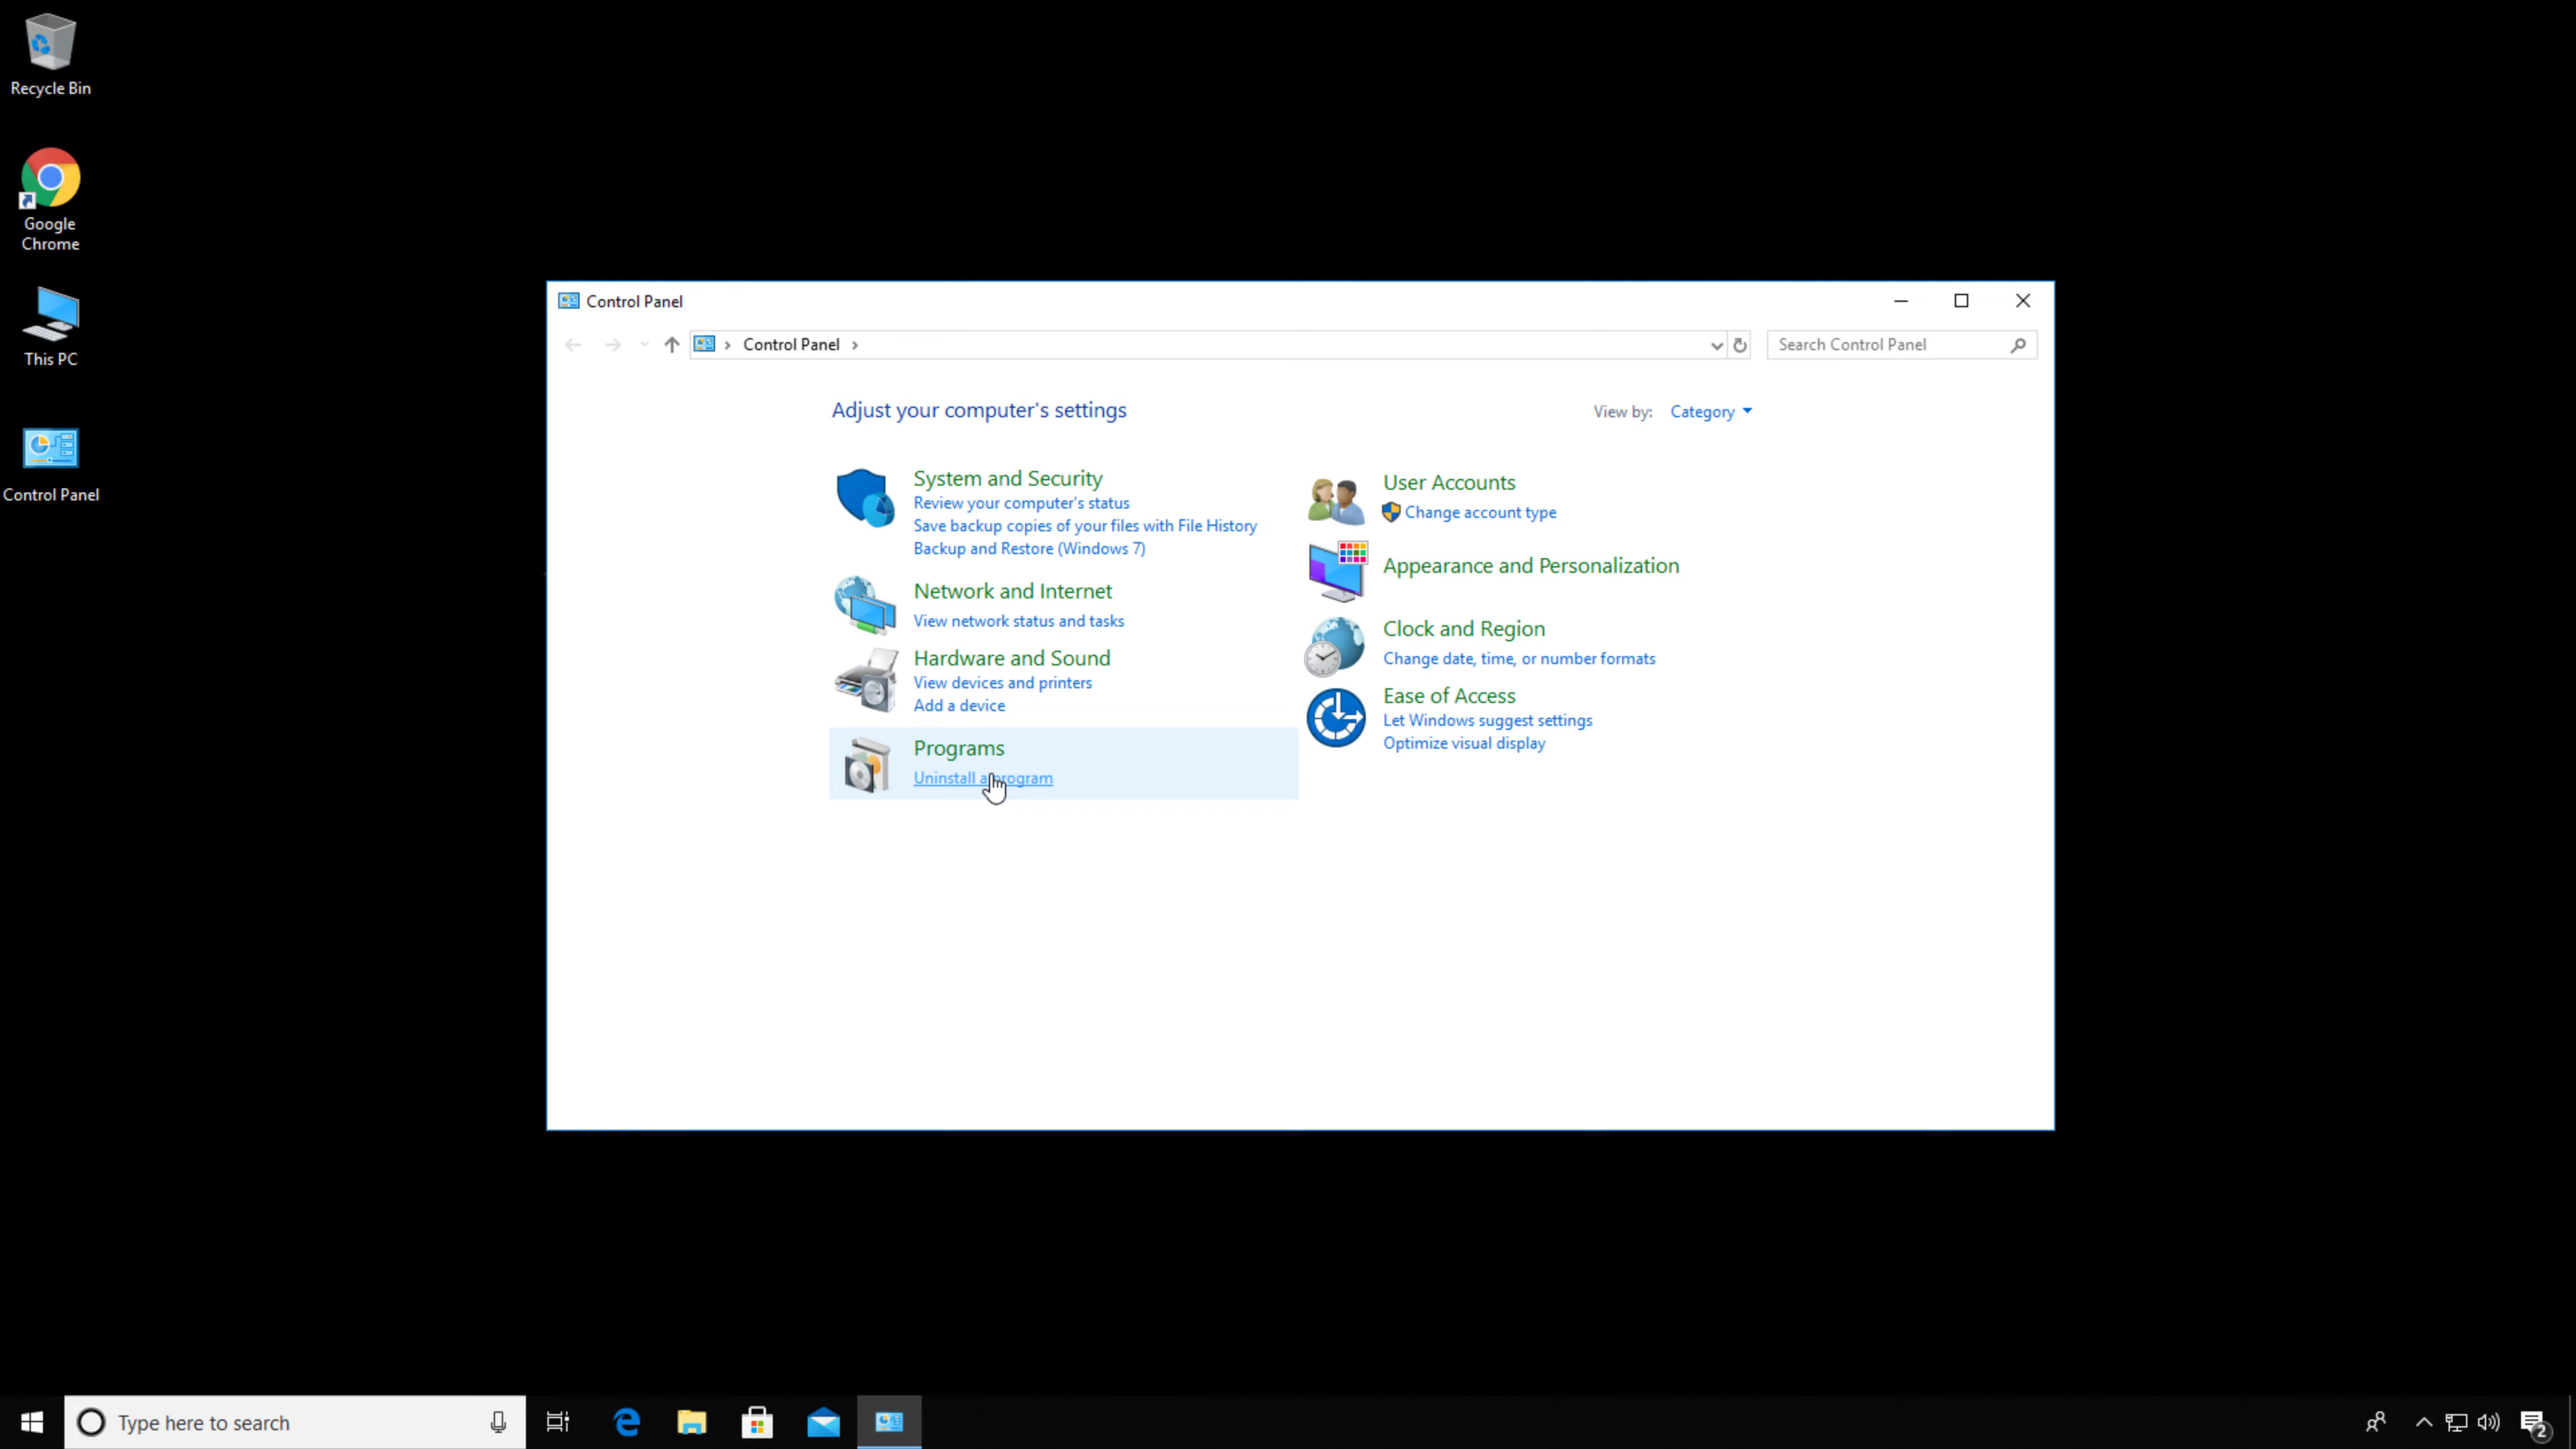 Recycle Bin
Google
Chrome
This PC
Control Panel
Control Panel
Control Panel
Search Control Panel
Adjust your computer's settings
View by: Category
System and Security
Review your computer's status
Save backup copies of your files with File History
Backup and Restore (Windows 7)
Network and Internet
View network status and tasks
Hardware and Sound
View devices and printers
Add a device
Programs
Uninstall a program
User Accounts
Change account type
Appearance and Personalization
Clock and Region
Change date, time, or number formats
Ease of Access
Let Windows suggest settings
Optimize visual display
Type here to search
2